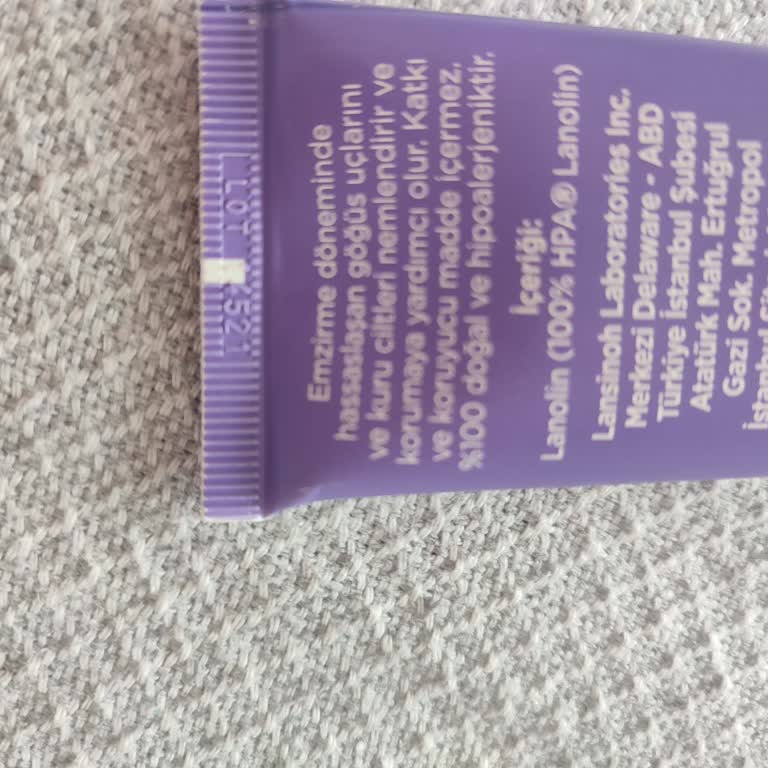 Emzirme döneminde
hassaslaşan göğüs uçlarını
ve kuru ciltleri nemlendirir ve
korumaya yardımcı olur. Katkı
ve koruyucu madde içermez.
%100 doğal ve hipoalerjeniktir.
İçeriği:
Lanolin (100% HPA® Lanolin)
Lansinoh Laboratories Inc.
Merkezi Delaware - ABD
Türkiye İstanbul Şubesi
Atatürk Mah. Ertuğrul
Gazi Sok. Metropol
İstanbul
LOT